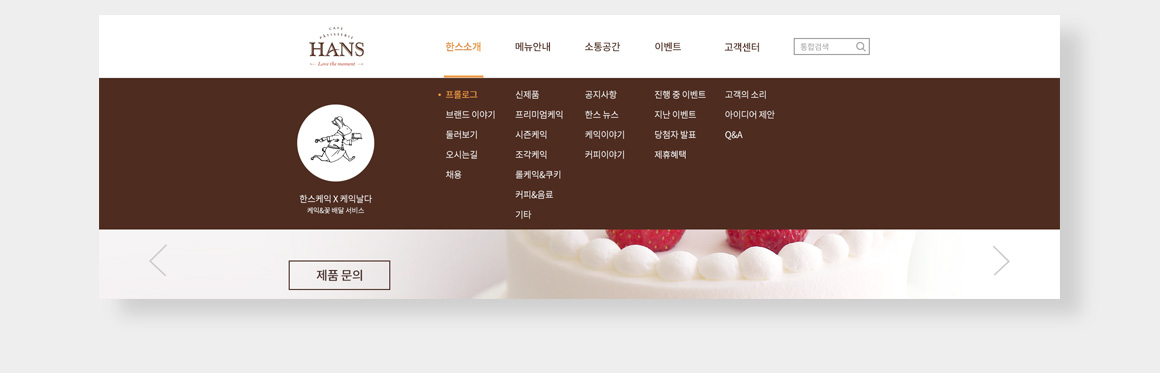 CAFE
PÂTISSERIE
HANS
Love the moment
한스소개
메뉴안내
소통공간
이벤트
고객센터
통합검색
프롤로그
브랜드 이야기
둘러보기
오시는길
채용
신제품
프리미엄케익
시즌케익
조각케익
롤케익&쿠키
커피&음료
기타
공지사항
한스 뉴스
케익이야기
커피이야기
진행 중 이벤트
지난 이벤트
당첨자 발표
제휴혜택
고객의 소리
아이디어 제안
Q&A
한스케익 X 케익날다
케익&꽃 배달 서비스
제품 문의